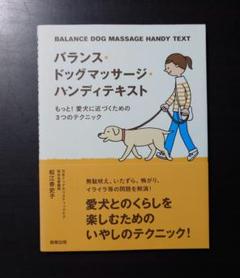 BALANCE DOG MASSAGE HANDY TEXT
バランス・
ドッグマッサージ・
ハンディテキスト
もっと!愛犬に近づくための
3つのテクニック
無駄吠え、いたずら、怖がり、
イライラ等の問題を解消!
愛犬とのくらしを
楽しむための
いやしのテクニック!
松江香史子